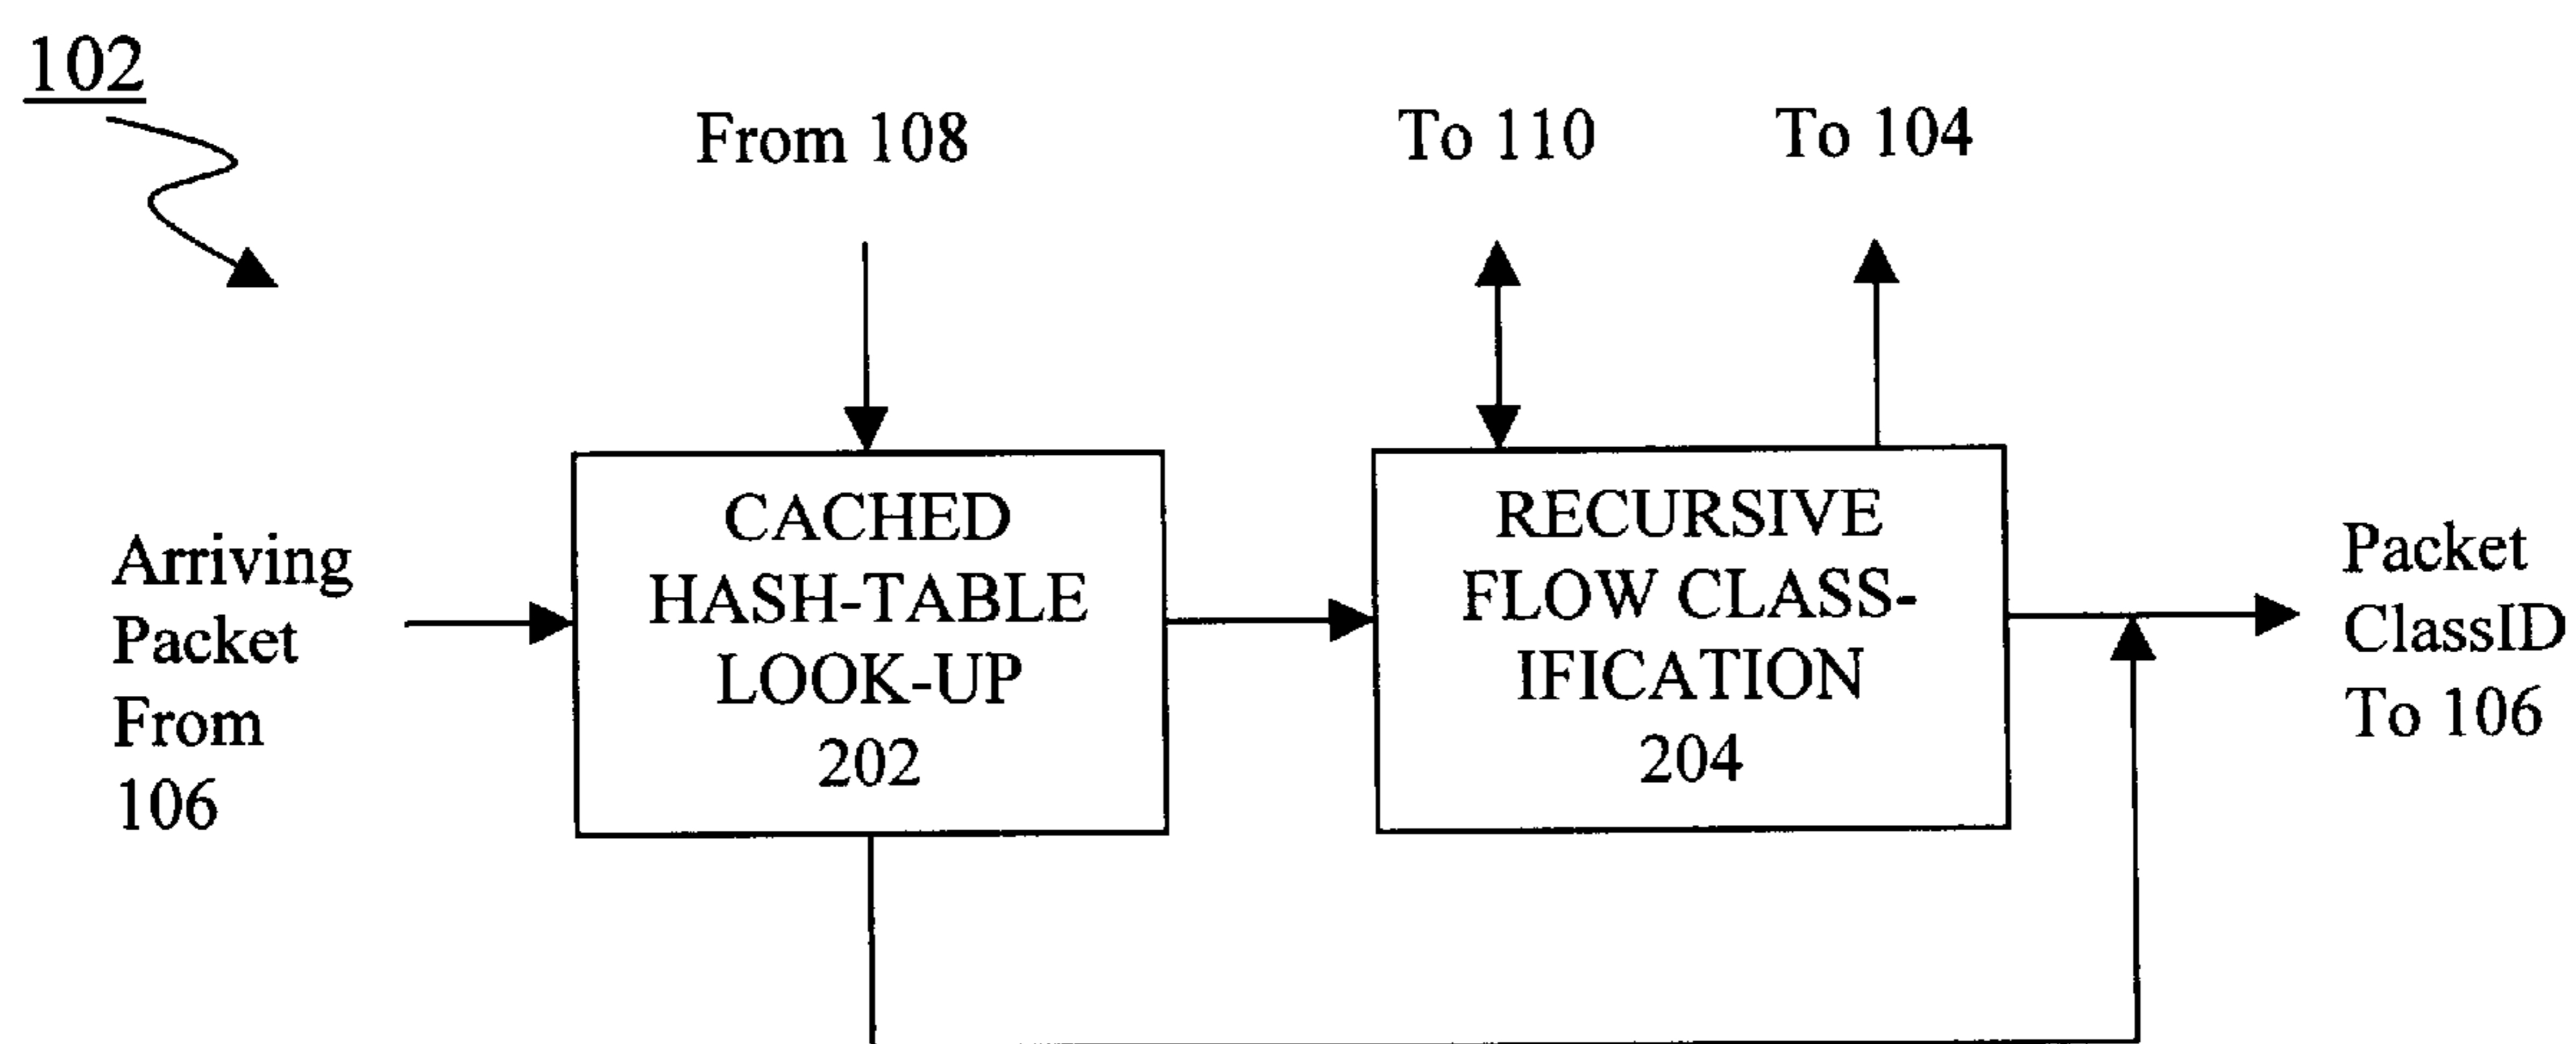 102
From 108
To 110
To 104
Arriving
Packet
From
106
CACHED
HASH-TABLE
LOOK-UP
202
RECURSIVE
FLOW CLASS-
IFICATION
204
Packet
ClassID
To 106